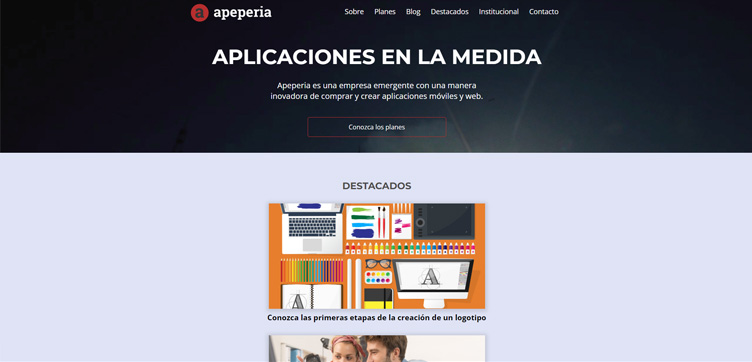 a apeperia
Sobre Planes Blog Destacados Institucional Contacto
APLICACIONES EN LA MEDIDA
Apeperia es una empresa emergente con una manera
inovadora de comprar y crear aplicaciones móviles y web.
Conozca los planes
DESTACADOS
A
A
Conozca las primeras etapas de la creación de un logotipo